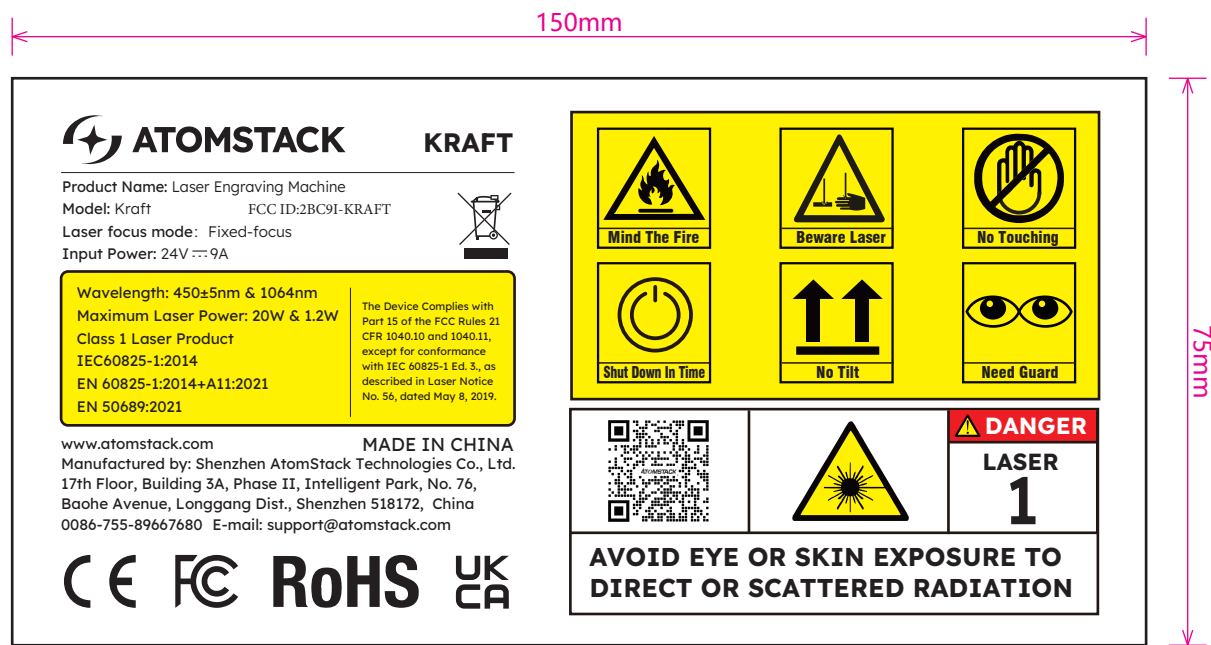 150mm
75mm
ATOMSTACK
KRAFT
Product Name: Laser Engraving Machine
Model: Kraft FCC ID:2BC9I-KRAFT
Laser focus mode: Fixed-focus
Input Power: 24V⎓9A
Wavelength: 450±5nm & 1064nm
Maximum Laser Power: 20W & 1.2W
Class 1 Laser Product
IEC60825-1:2014
EN 60825-1:2014+A11:2021
EN 50689:2021
The Device Complies with
Part 15 of the FCC Rules 21
CFR 1040.10 and 1040.11,
except for conformance
with IEC 60825-1 Ed. 3., as
described in Laser Notice
No. 56, dated May 8, 2019.
www.atomstack.com MADE IN CHINA
Manufactured by: Shenzhen AtomStack Technologies Co., Ltd.
17th Floor, Building 3A, Phase II, Intelligent Park, No. 76,
Baohe Avenue, Longgang Dist., Shenzhen 518172, China
0086-755-89667680 E-mail: support@atomstack.com
CE FC RoHS UK
CA
Mind The Fire
Beware Laser
No Touching
Shut Down In Time
No Tilt
Need Guard
ATOMSTACK
DANGER
LASER
1
AVOID EYE OR SKIN EXPOSURE TO
DIRECT OR SCATTERED RADIATION